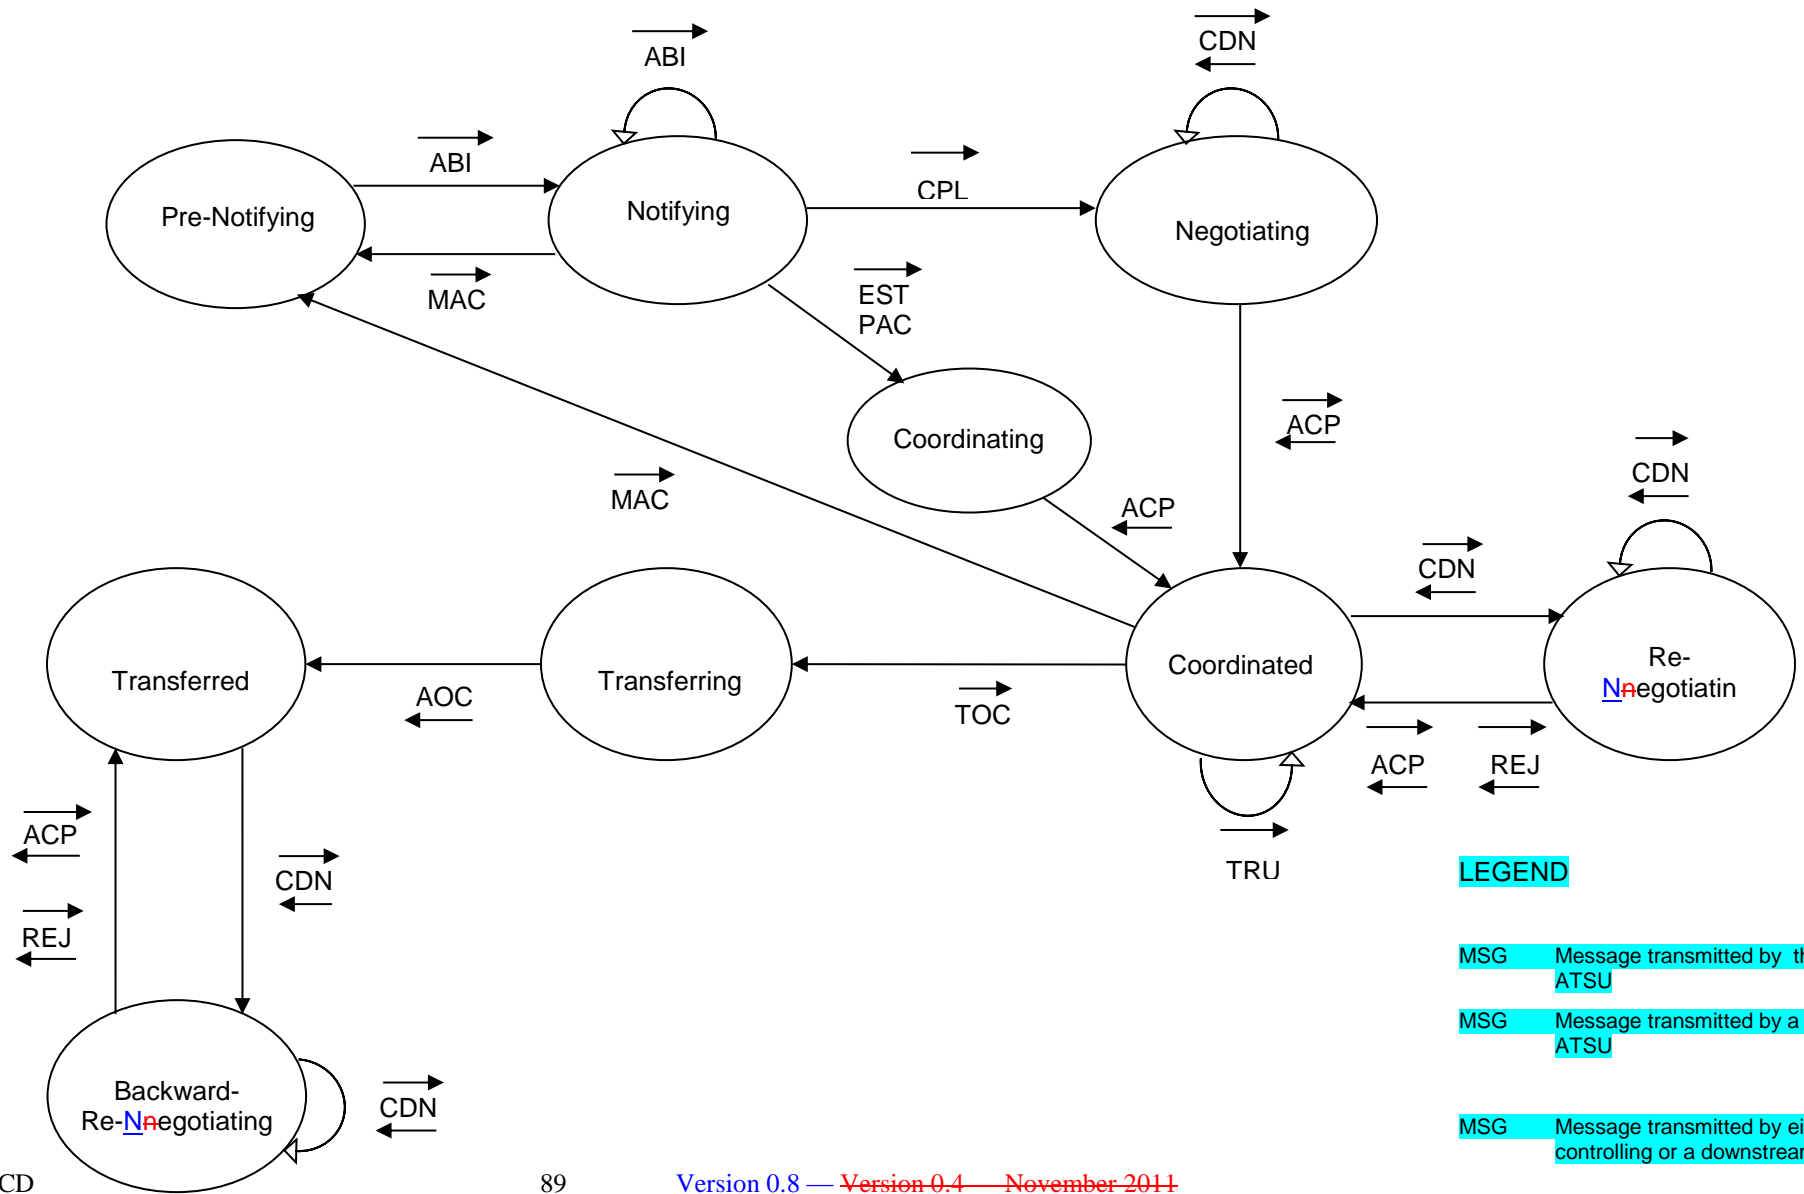 CDN
ABI
ABI
Pre-Notifying
Notifying
CPL
Negotiating
MAC
EST
PAC
Coordinating
ACP
MAC
ACP
CDN
CDN
Transferred
AOC
Transferring
TOC
Coordinated
Re-
Nnegotiatin
ACP
REJ
TRU
ACP
CDN
REJ
Backward-
Re-Nnegotiating
CDN
LEGEND
MSG Message transmitted by
ATSU
MSG Message transmitted by a
ATSU
MSG Message transmitted by
controlling or a
CD 89 Version 0.8 — Version 0.4 — November 2011